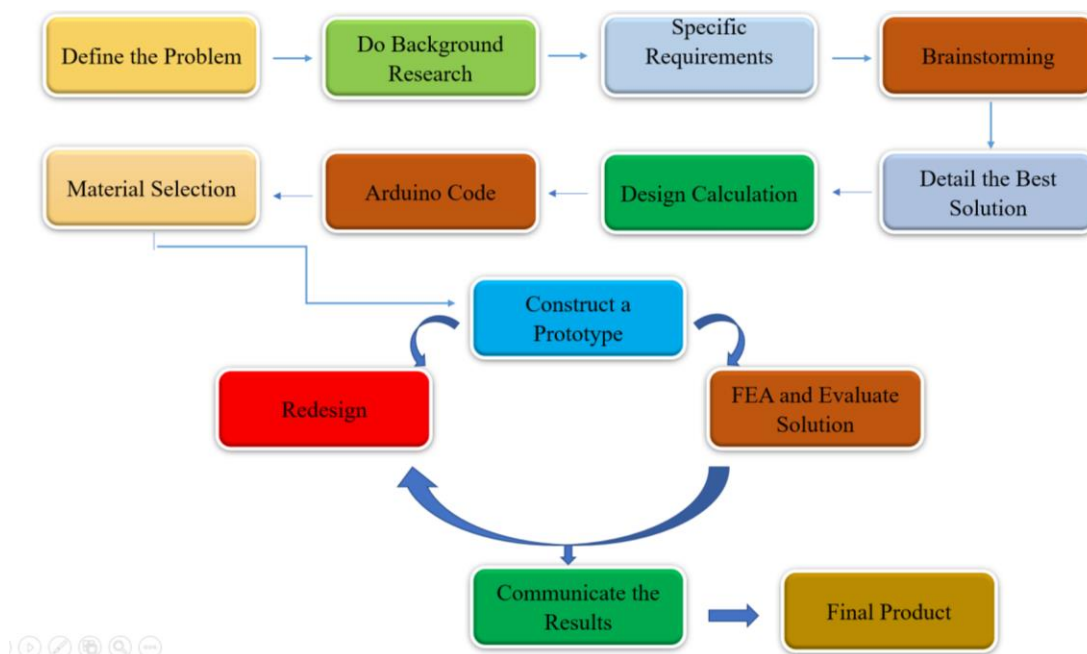 Define the Problem
Do Background
Research
Specific
Requirements
Brainstorming
Material Selection
Arduino Code
Design Calculation
Detail the Best
Solution
Construct a
Prototype
Redesign
FEA and Evaluate
Solution
Communicate the
Results
Final Product